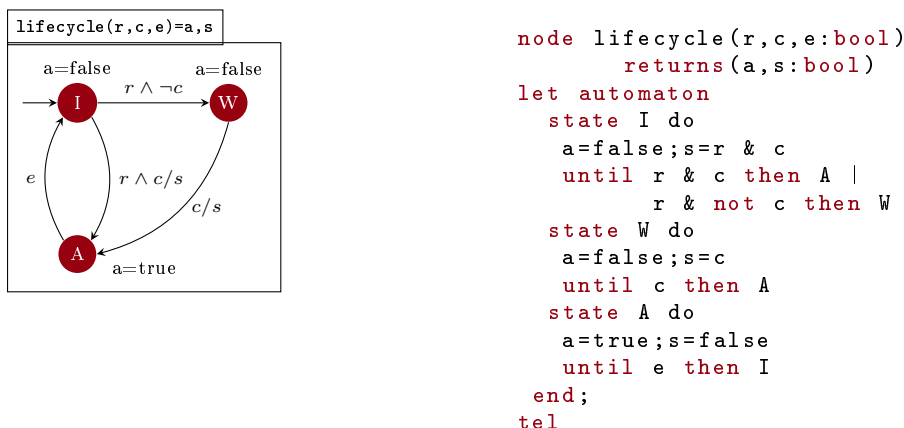 lifecycle(r,c,e)=a,s
a=false
a=false
I
r ∧ ¬c
W
e
r ∧ c/s
c/s
A
a=true
node lifecycle(r,c,e:bool)
returns(a,s:bool)
let automaton
state I do
a=false;s=r & c
until r & c then A |
r & not c then W
state W do
a=false;s=c
until c then A
state A do
a=true;s=false
until e then I
end;
tel